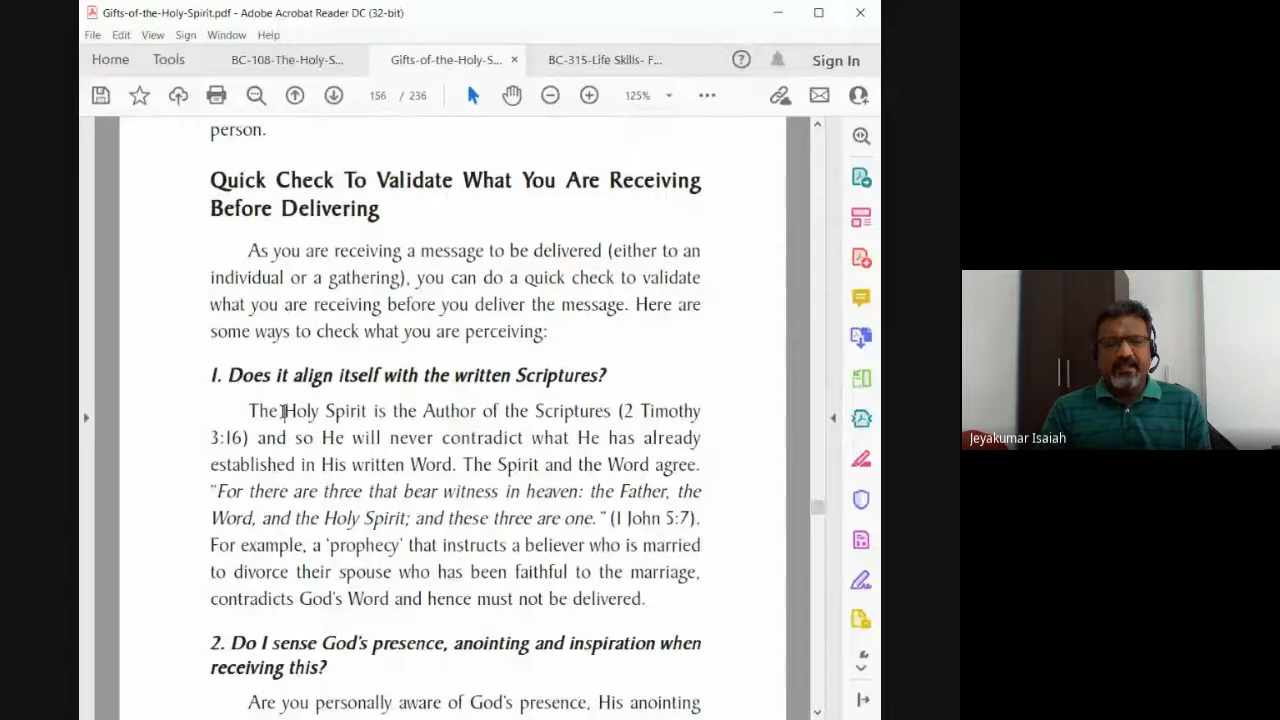 Gifts-of-the-Holy-Spirit.pdf - Adobe Acrobat Reader DC (32-bit)
File Edit View Sign Window Help
Home Tools BC-108-The-Holy-S... Gifts-of-the-Holy-S... × BC-315-Life Skills- F... ? Sign In
156 / 236 125%
person.
Quick Check To Validate What You Are Receiving
Before Delivering
As you are receiving a message to be delivered (either to an
individual or a gathering), you can do a quick check to validate
what you are receiving before you deliver the message. Here are
some ways to check what you are perceiving:
1. Does it align itself with the written Scriptures?
The Holy Spirit is the Author of the Scriptures (2 Timothy
3:16) and so He will never contradict what He has already
established in His written Word. The Spirit and the Word agree.
"For there are three that bear witness in heaven: the Father, the
Word, and the Holy Spirit; and these three are one." (1 John 5:7).
For example, a ‘prophecy’ that instructs a believer who is married
to divorce their spouse who has been faithful to the marriage,
contradicts God's Word and hence must not be delivered.
2. Do I sense God's presence, anointing and inspiration when
receiving this?
Are you personally aware of God's presence, His anointing
Jeyakumar Isaiah